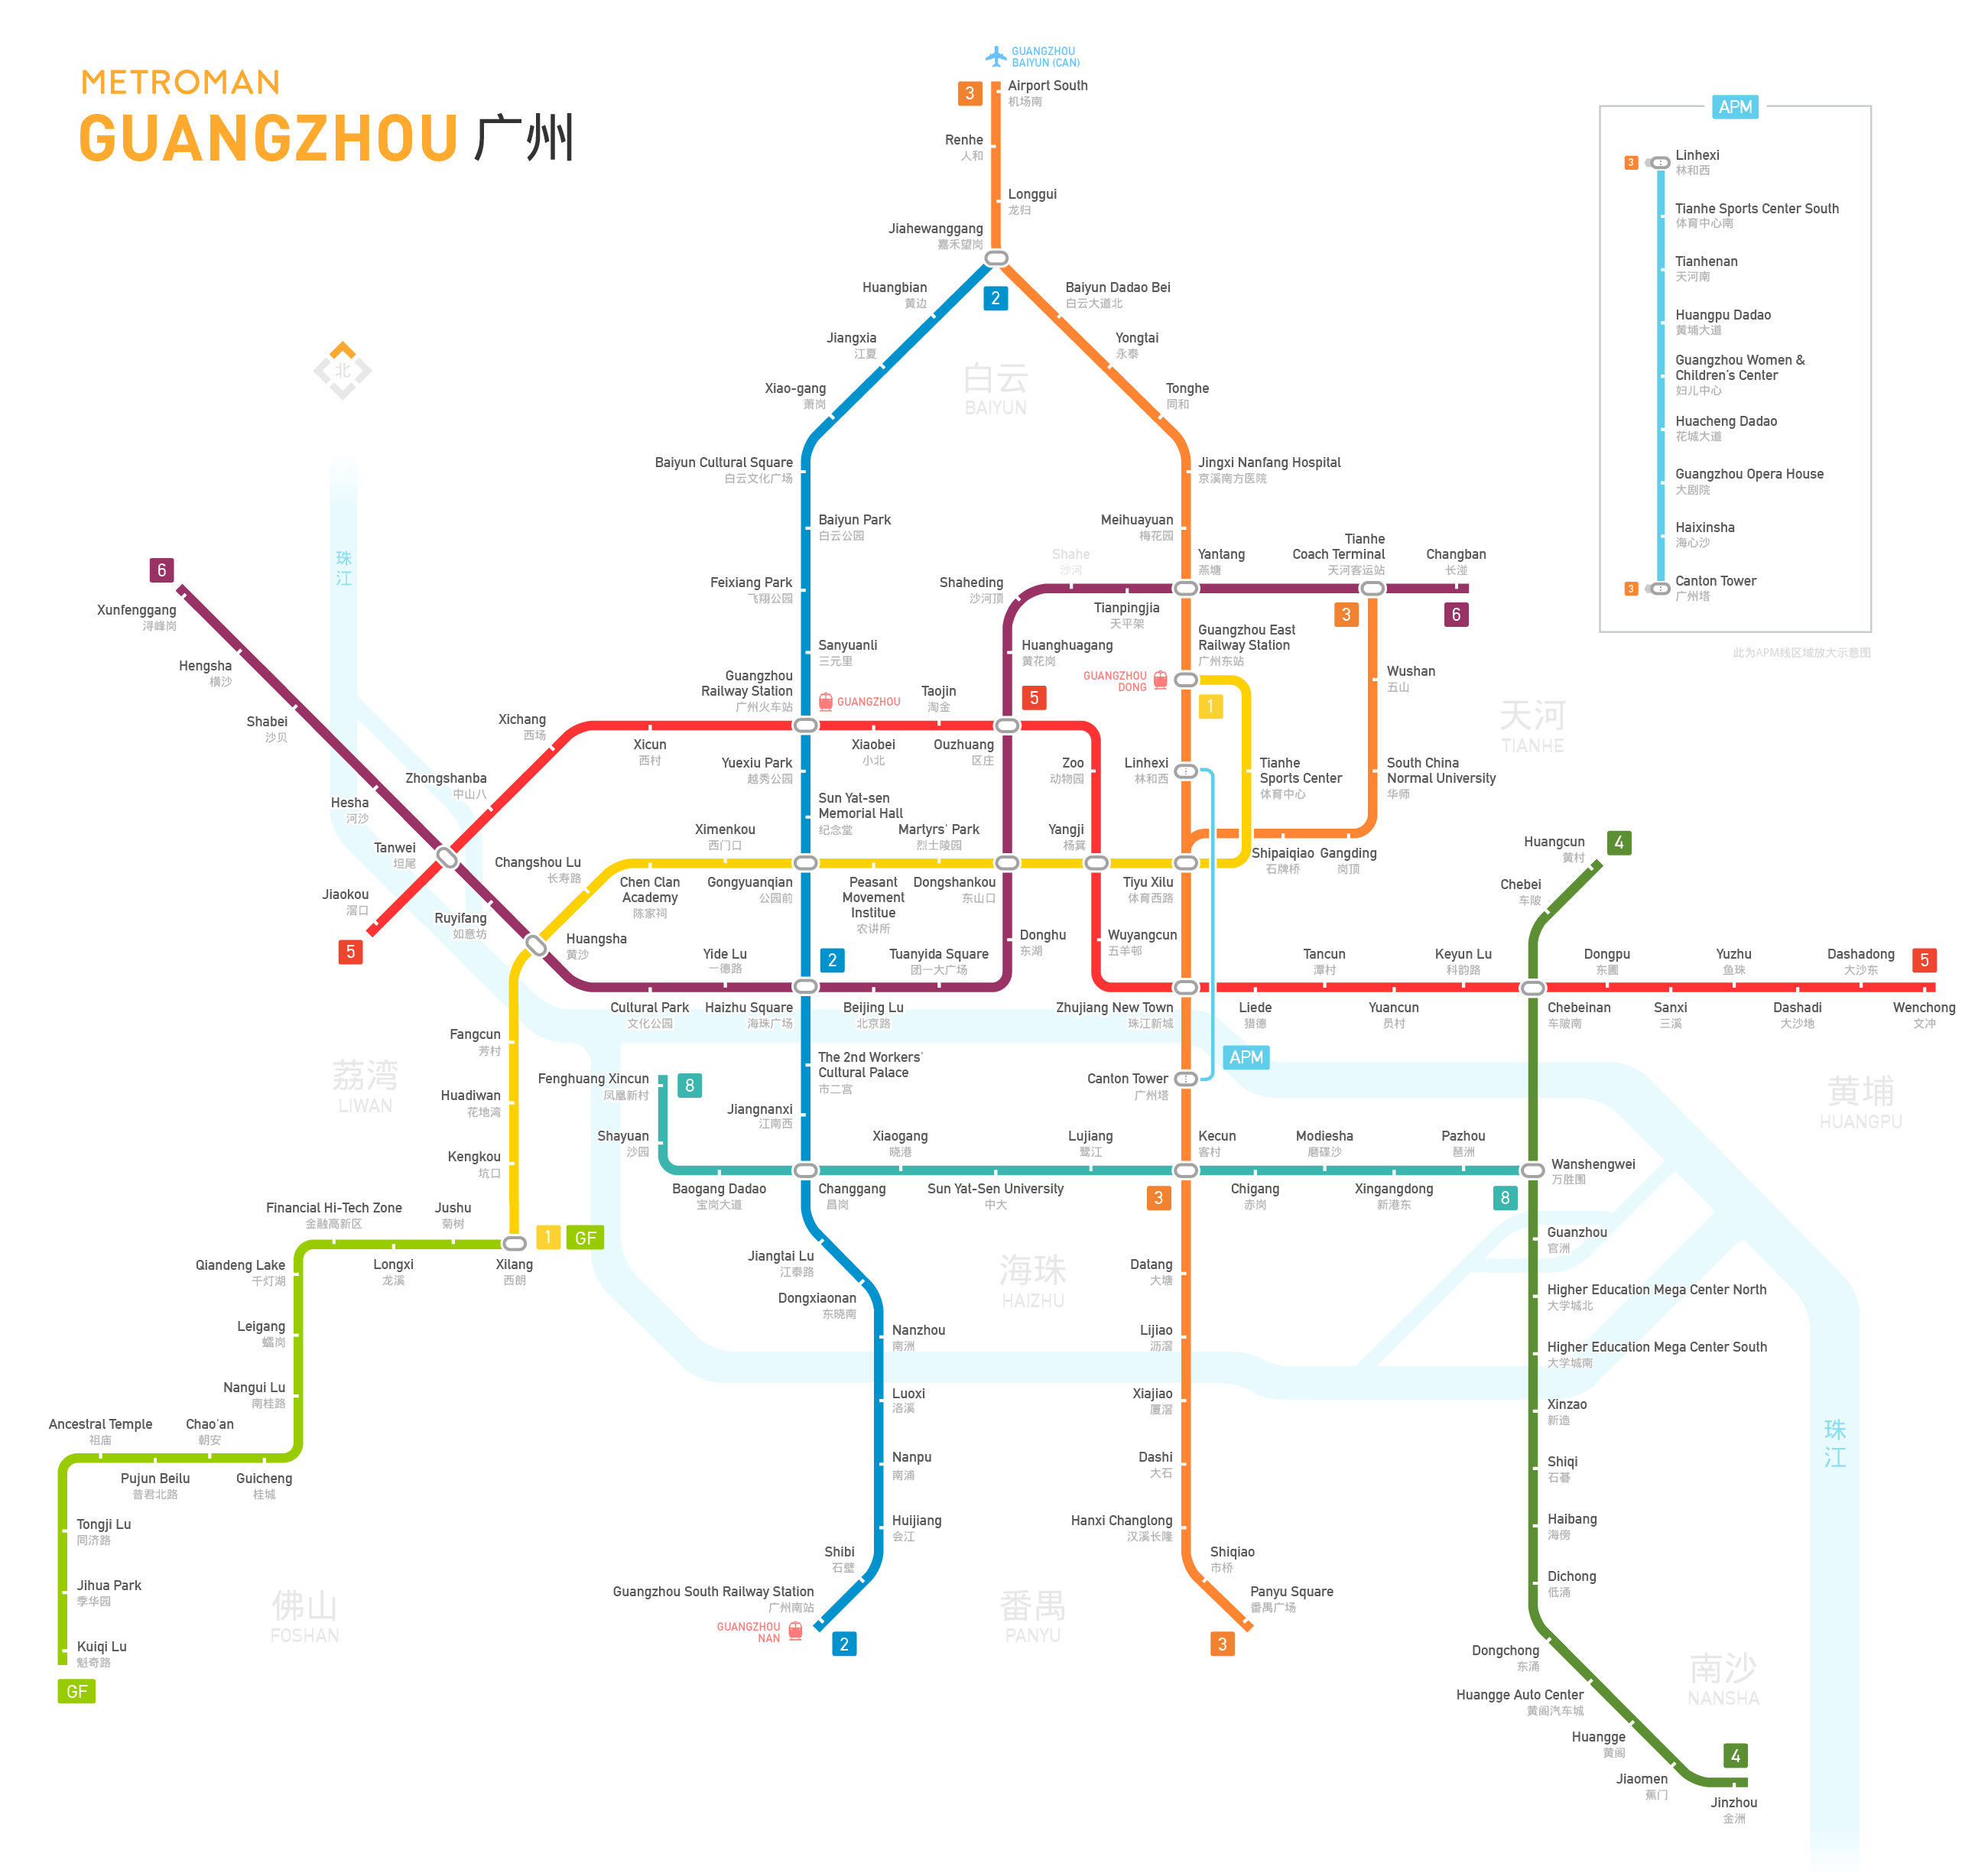 METROMAN
GUANGZHOU 广州
GUANGZHOU
BAIYUN (CAN)
3
Airport South
机场南
Renhe
人和
Longgui
龙归
Jiahewanggang
嘉禾望岗
2
Huangbian
黄边
Jiangxia
江夏
Xiao-gang
萧岗
Baiyun Dadao Bei
白云大道北
Yongtai
永泰
Tonghe
同和
白云
BAIYUN
北
APM
3
Linhexi
林和西
Tianhe Sports Center South
体育中心南
Tianhenan
天河南
Huangpu Dadao
黄埔大道
Guangzhou Women &
Children's Center
妇儿中心
Huacheng Dadao
花城大道
Guangzhou Opera House
大剧院
Haixinsha
海心沙
3
Canton Tower
广州塔
此为APM线区域放大示意图
Baiyun Cultural Square
白云文化广场
Baiyun Park
白云公园
Feixiang Park
飞翔公园
Sanyuanli
三元里
Guangzhou
Railway Station
广州火车站
GUANGZHOU
Jingxi Nanfang Hospital
京溪南方医院
Meihuayuan
梅花园
Yantang
燕塘
Tianhe
Coach Terminal
天河客运站
Changban
长湴
3
6
Shahe
沙河
Shaheding
沙河顶
Tianpingjia
天平架
Huanghuagang
黄花岗
Guangzhou East
Railway Station
广州东站
GUANGZHOU
DONG
1
5
Wushan
五山
South China
Normal University
华师
天河
TIANHE
珠
江
6
Xunfenggang
浔峰岗
Hengsha
横沙
Shabei
沙贝
Hesha
河沙
Tanwei
坦尾
Jiaokou
滘口
5
Xichang
西场
Zhongshanba
中山八
Xicun
西村
Xiaobei
小北
Taojin
淘金
Ouzhuang
区庄
Zoo
动物园
Linhexi
林和西
Tianhe
Sports Center
体育中心
Yuexiu Park
越秀公园
Sun Yat-sen
Memorial Hall
纪念堂
Ximenkou
西门口
Martyrs' Park
烈士陵园
Yangji
杨箕
Changshou Lu
长寿路
Chen Clan
Academy
陈家祠
Gongyuanqian
公园前
Peasant
Movement
Institue
农讲所
Dongshankou
东山口
Tiyu Xilu
体育西路
Shipaiqiao
石牌桥
Gangding
岗顶
Ruyifang
如意坊
Huangsha
黄沙
Yide Lu
一德路
2
Tuanyida Square
团一大广场
Donghu
东湖
Wuyangcun
五羊邨
Cultural Park
文化公园
Haizhu Square
海珠广场
Beijing Lu
北京路
Zhujiang New Town
珠江新城
Liede
猎德
Tancun
潭村
Yuancun
员村
Keyun Lu
科韵路
Huangcun
黄村
4
Chebei
车陂
Chebeinan
车陂南
Dongpu
东圃
Sanxi
三溪
Yuzhu
鱼珠
Dashadi
大沙地
Dashadong
大沙东
5
Wenchong
文冲
Fangcun
芳村
Huadiwan
花地湾
Kengkou
坑口
荔湾
LIWAN
The 2nd Workers'
Cultural Palace
市二宫
Jiangnanxi
江南西
Fenghuang Xincun
凤凰新村
8
Shayuan
沙园
Canton Tower
广州塔
APM
黄埔
HUANGPU
Baogang Dadao
宝岗大道
Changgang
昌岗
Xiaogang
晓港
Sun Yat-Sen University
中大
Lujiang
鹭江
Kecun
客村
3
Chigang
赤岗
Modiesha
磨碟沙
Xingangdong
新港东
Pazhou
琶洲
8
Wanshengwei
万胜围
Financial Hi-Tech Zone
金融高新区
Jushu
菊树
1
GF
Longxi
龙溪
Xilang
西朗
Qiandeng Lake
千灯湖
Leigang
𧒽岗
Nangui Lu
南桂路
Ancestral Temple
祖庙
Chao'an
朝安
Pujun Beilu
普君北路
Guicheng
桂城
Tongji Lu
同济路
Jihua Park
季华园
Kuiqi Lu
魁奇路
GF
佛山
FOSHAN
Jiangtai Lu
江泰路
Dongxiaonan
东晓南
Nanzhou
南洲
Luoxi
洛溪
Nanpu
南浦
Huijiang
会江
Shibi
石壁
Guangzhou South Railway Station
广州南站
GUANGZHOU
NAN
2
海珠
HAIZHU
Dalang
大塘
Lijiao
沥滘
Xiajiao
厦滘
Dashi
大石
Hanxi Changlong
汉溪长隆
Shiqiao
市桥
Panyu Square
番禺广场
3
番禺
PANYU
Guanzhou
官洲
Higher Education Mega Center North
大学城北
Higher Education Mega Center South
大学城南
Xinzao
新造
Shiqi
石碁
Haibang
海傍
Dichong
低涌
Dongchong
东涌
Huangge Auto Center
黄阁汽车城
Huangge
黄阁
Jiaomen
蕉门
4
Jinzhou
金洲
南沙
NANSHA
珠
江